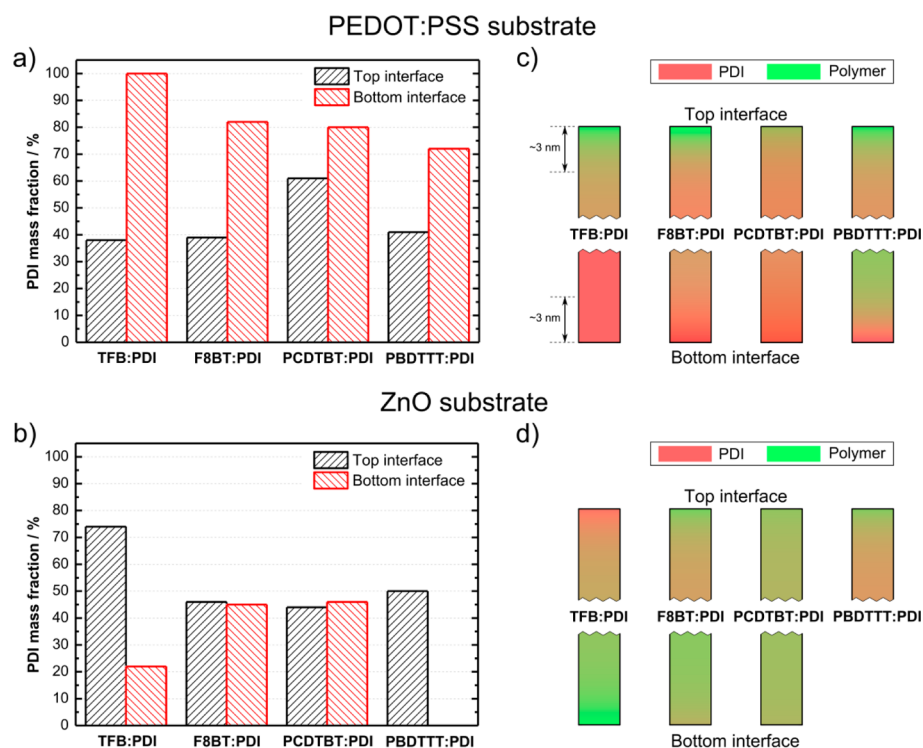 PEDOT:PSS substrate
a)
100
90
80
70
60
50
40
30
20
10
0
PDI mass fraction / %
Top interface
Bottom interface
TFB:PDI F8BT:PDI PCDTBT:PDI PBDTTT:PDI
c)
PDI Polymer
Top interface
~3 nm
TFB:PDI F8BT:PDI PCDTBT:PDI PBDTTT:PDI
~3 nm
Bottom interface
ZnO substrate
b)
100
90
80
70
60
50
40
30
20
10
0
PDI mass fraction / %
Top interface
Bottom interface
TFB:PDI F8BT:PDI PCDTBT:PDI PBDTTT:PDI
d)
PDI Polymer
Top interface
TFB:PDI F8BT:PDI PCDTBT:PDI PBDTTT:PDI
Bottom interface